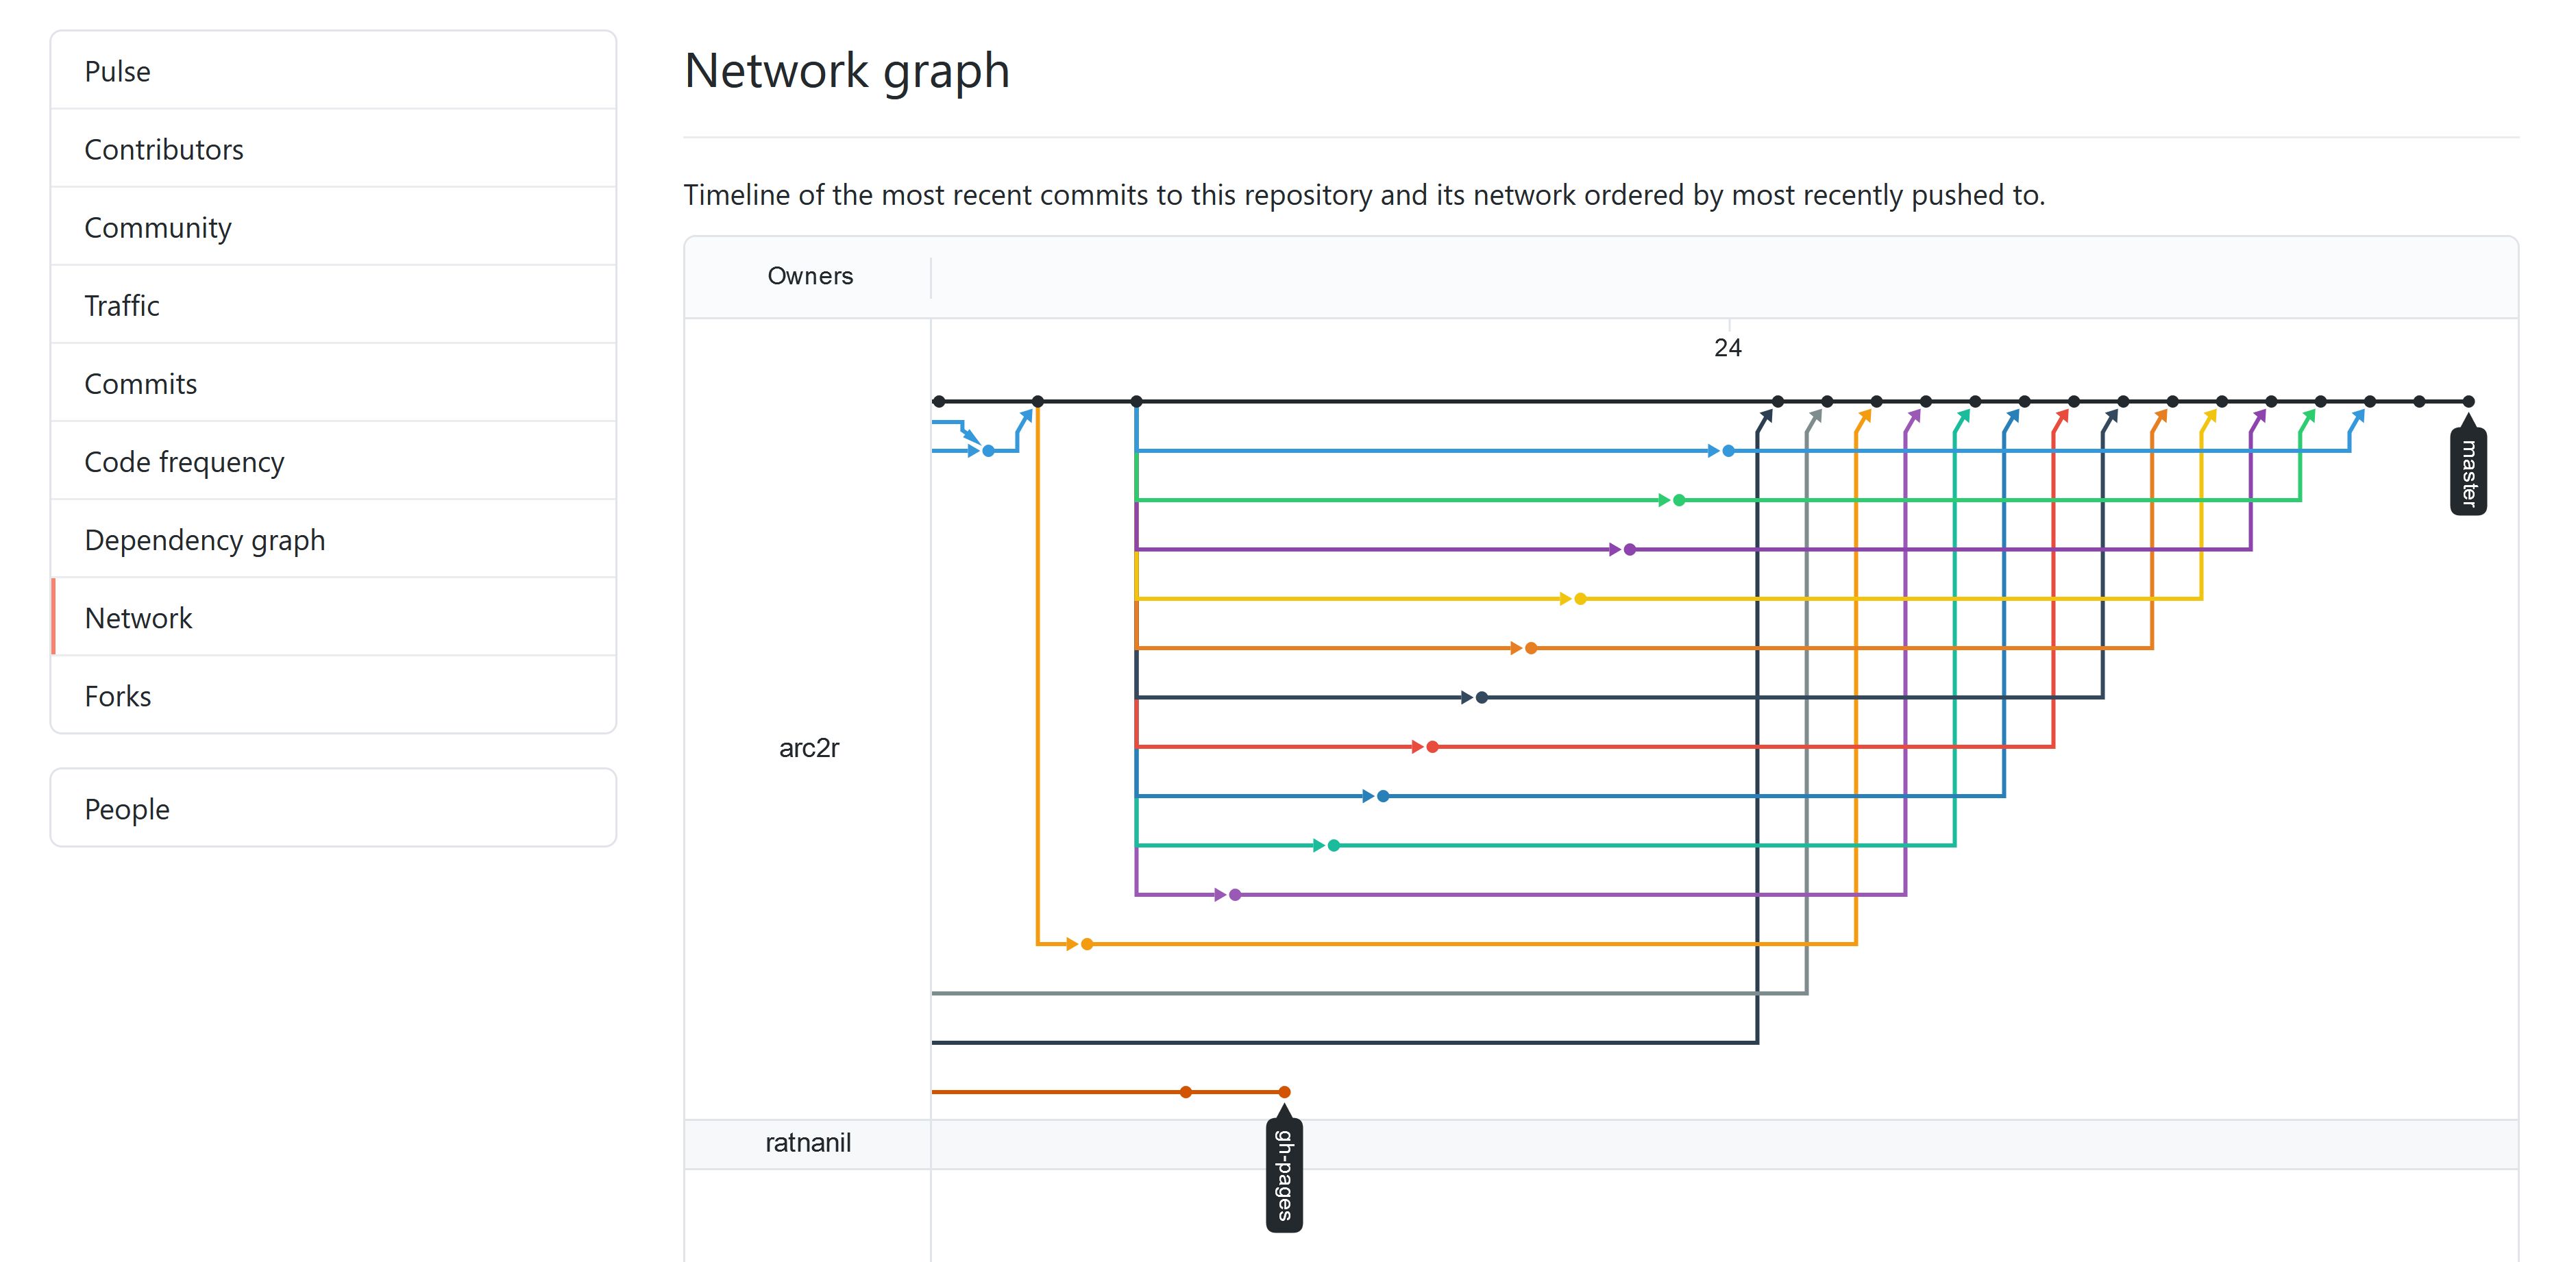 Pulse
Contributors
Community
Traffic
Commits
Code frequency
Dependency graph
Network
Forks
People
Network graph
Timeline of the most recent commits to this repository and its network ordered by most recently pushed to.
Owners
24
master
arc2r
ratnanil
gh-pages